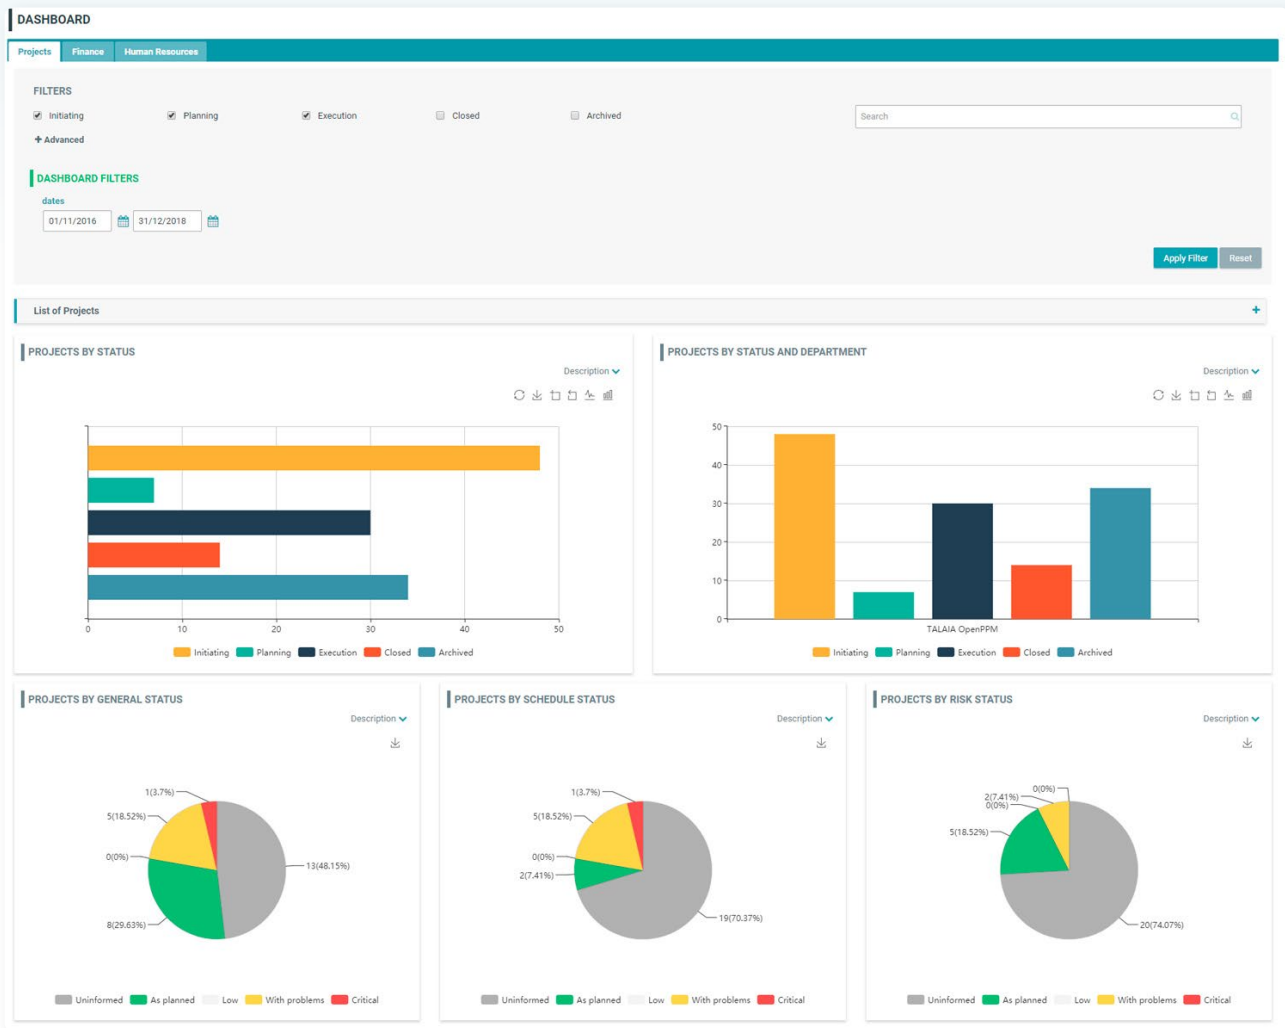 DASHBOARD
Projects Finance Human Resources
FILTERS
Initiating Planning Execution Closed Archived Search
+ Advanced
DASHBOARD FILTERS
dates
01/11/2016 31/12/2018
Apply Filter Reset
List of Projects +
PROJECTS BY STATUS
Description
0 10 20 30 40 50
Initiating Planning Execution Closed Archived
PROJECTS BY STATUS AND DEPARTMENT
Description
50
40
30
20
10
0
TALAIA OpenPPM
Initiating Planning Execution Closed Archived
PROJECTS BY GENERAL STATUS
Description
1(3.7%)
5(18.52%)
0(0%)
13(48.15%)
8(29.63%)
Uninformed As planned Low With problems Critical
PROJECTS BY SCHEDULE STATUS
Description
1(3.7%)
5(18.52%)
0(0%)
2(7.41%)
19(70.37%)
Uninformed As planned Low With problems Critical
PROJECTS BY RISK STATUS
Description
0(0%)
2(7.41%)
0(0%)
5(18.52%)
20(74.07%)
Uninformed As planned Low With problems Critical